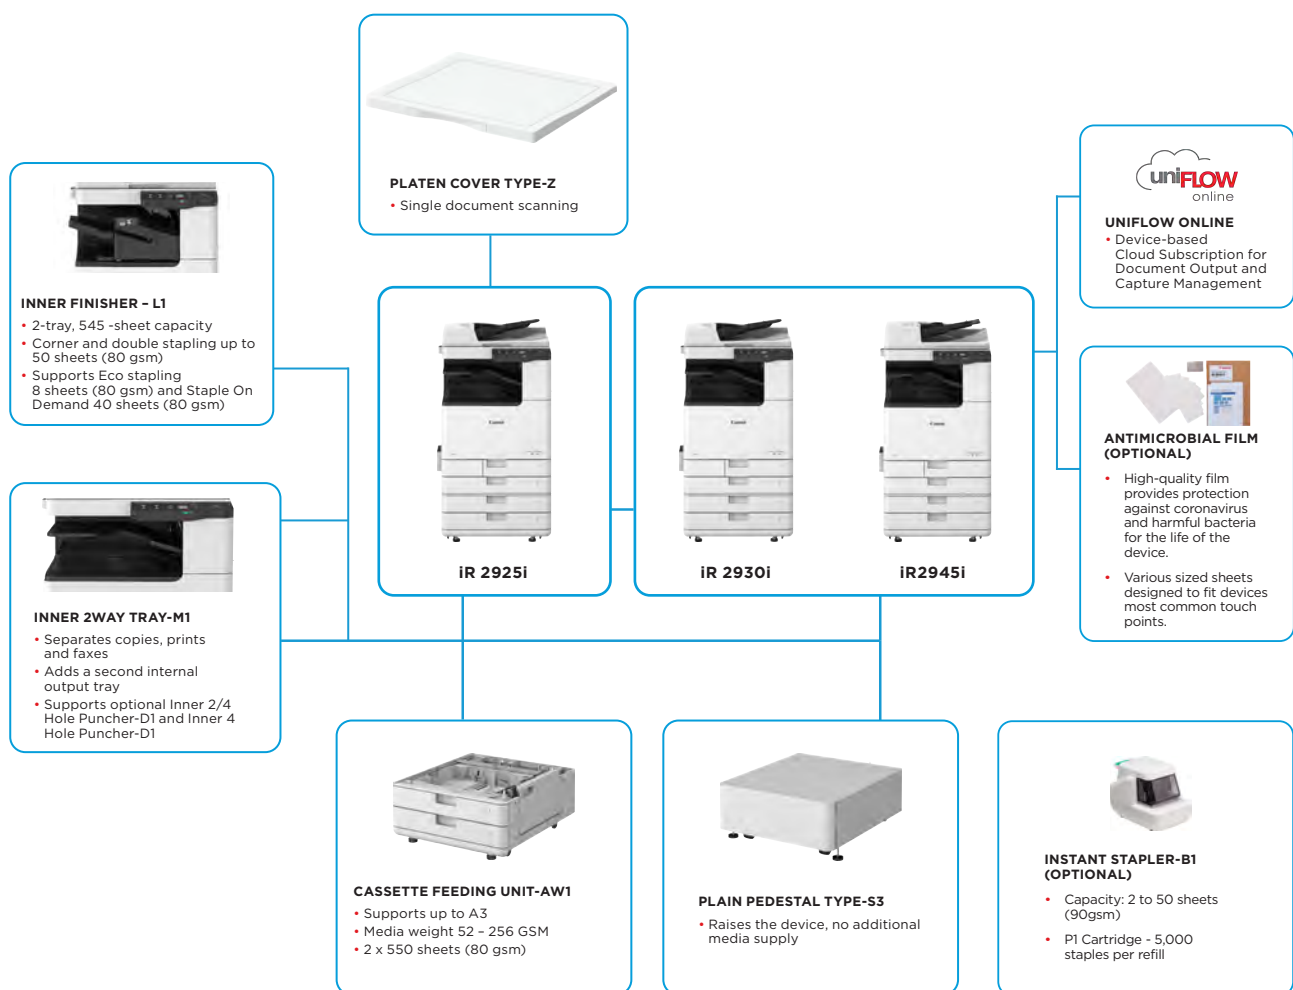 PLATEN COVER TYPE-Z
• Single document scanning
uniFLOW
online
UNIFLOW ONLINE
• Device-based
Cloud Subscription for
Document Output and
Capture Management
INNER FINISHER – L1
• 2-tray, 545 -sheet capacity
• Corner and double stapling up to
50 sheets (80 gsm)
• Supports Eco stapling
8 sheets (80 gsm) and Staple On
Demand 40 sheets (80 gsm)
Canon
Canon
Canon
iR 2925i
iR 2930i
iR2945i
ANTIMICROBIAL FILM
(OPTIONAL)
• High-quality film
provides protection
against coronavirus
and harmful bacteria
for the life of the
device.
• Various sized sheets
designed to fit devices
most common touch
points.
INNER 2WAY TRAY-M1
• Separates copies, prints
and faxes
• Adds a second internal
output tray
• Supports optional Inner 2/4
Hole Puncher-D1 and Inner 4
Hole Puncher-D1
CASSETTE FEEDING UNIT-AW1
• Supports up to A3
• Media weight 52 – 256 GSM
• 2 x 550 sheets (80 gsm)
PLAIN PEDESTAL TYPE-S3
• Raises the device, no additional
media supply
INSTANT STAPLER-B1
(OPTIONAL)
• Capacity: 2 to 50 sheets
(90gsm)
• P1 Cartridge - 5,000
staples per refill